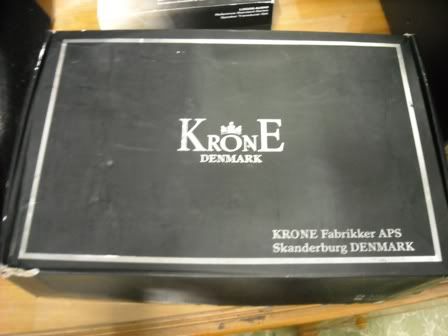 KRONE
DENMARK
KRONE Fabrikker APS
Skanderburg DENMARK